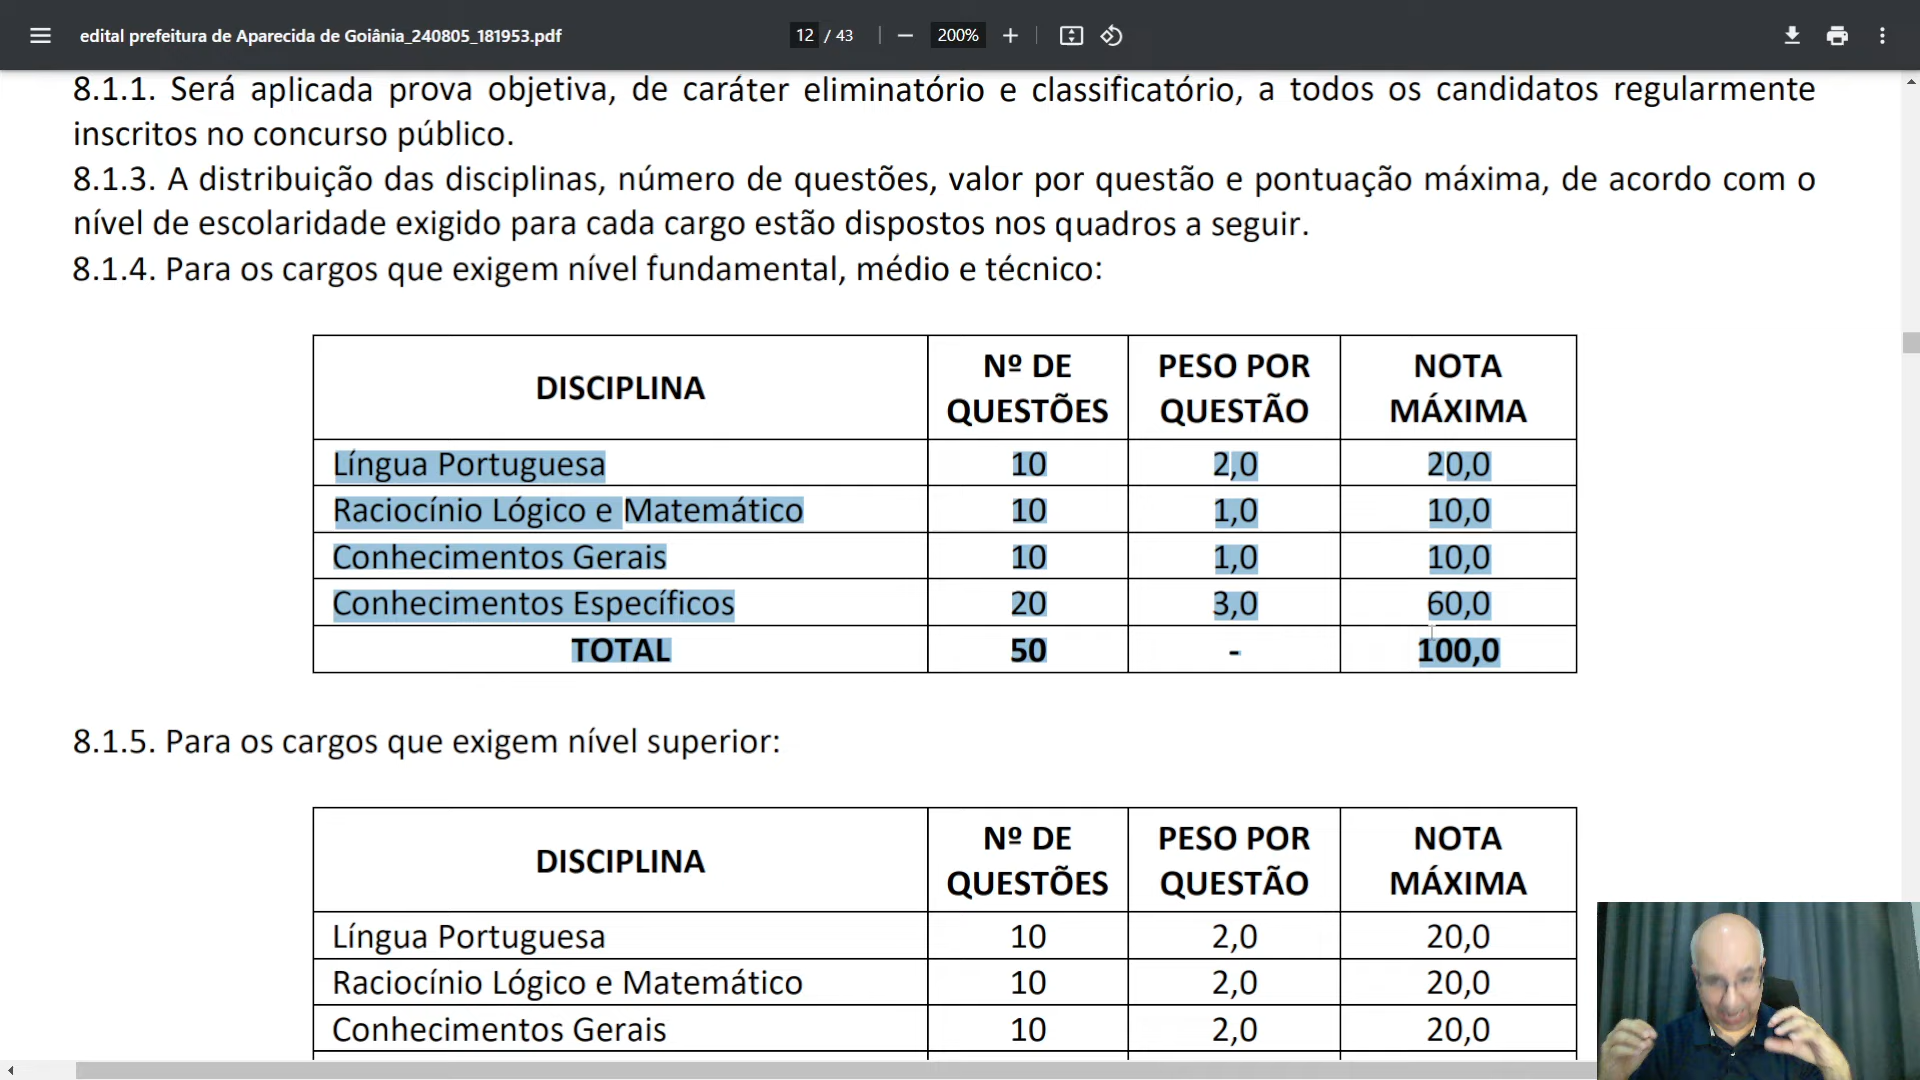 edital prefeitura de Aparecida de Goiânia_240805_181953.pdf
12 / 43
200%
8.1.1. Será aplicada prova objetiva, de caráter eliminatório e classificatório, a todos os candidatos regularmente
inscritos no concurso público.
8.1.3. A distribuição das disciplinas, número de questões, valor por questão e pontuação máxima, de acordo com o
nível de escolaridade exigido para cada cargo estão dispostos nos quadros a seguir.
8.1.4. Para os cargos que exigem nível fundamental, médio e técnico:
DISCIPLINA Nº DE QUESTÕES PESO POR QUESTÃO NOTA MÁXIMA
Língua Portuguesa 10 2,0 20,0
Raciocínio Lógico e Matemático 10 1,0 10,0
Conhecimentos Gerais 10 1,0 10,0
Conhecimentos Específicos 20 3,0 60,0
TOTAL 50 - 100,0
8.1.5. Para os cargos que exigem nível superior:
DISCIPLINA Nº DE QUESTÕES PESO POR QUESTÃO NOTA MÁXIMA
Língua Portuguesa 10 2,0 20,0
Raciocínio Lógico e Matemático 10 2,0 20,0
Conhecimentos Gerais 10 2,0 20,0